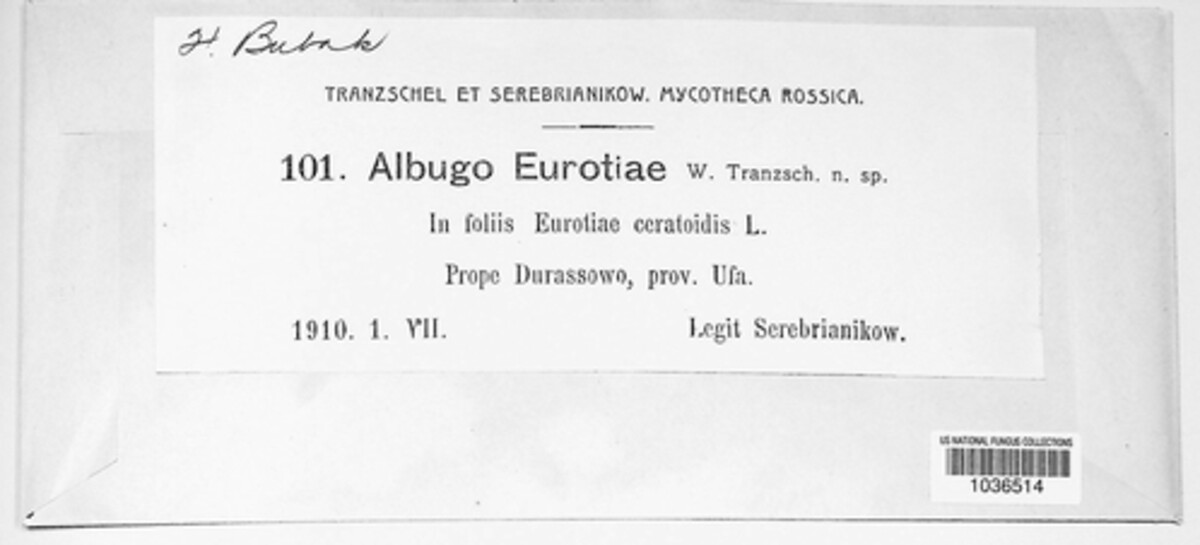 H. Bubak
TRANZSCHEL ET SEREBRIANIKOW. MYCOTHECA ROSSICA.
101. Albugo Eurotiae W. Tranzsch. n. sp.
In foliis Eurotiae ceratoidis L.
Prope Durassowo, prov. Ufa.
1910. 1. VII. Legit Serebrianikow.
US NATIONAL FUNGUS COLLECTIONS
1036514